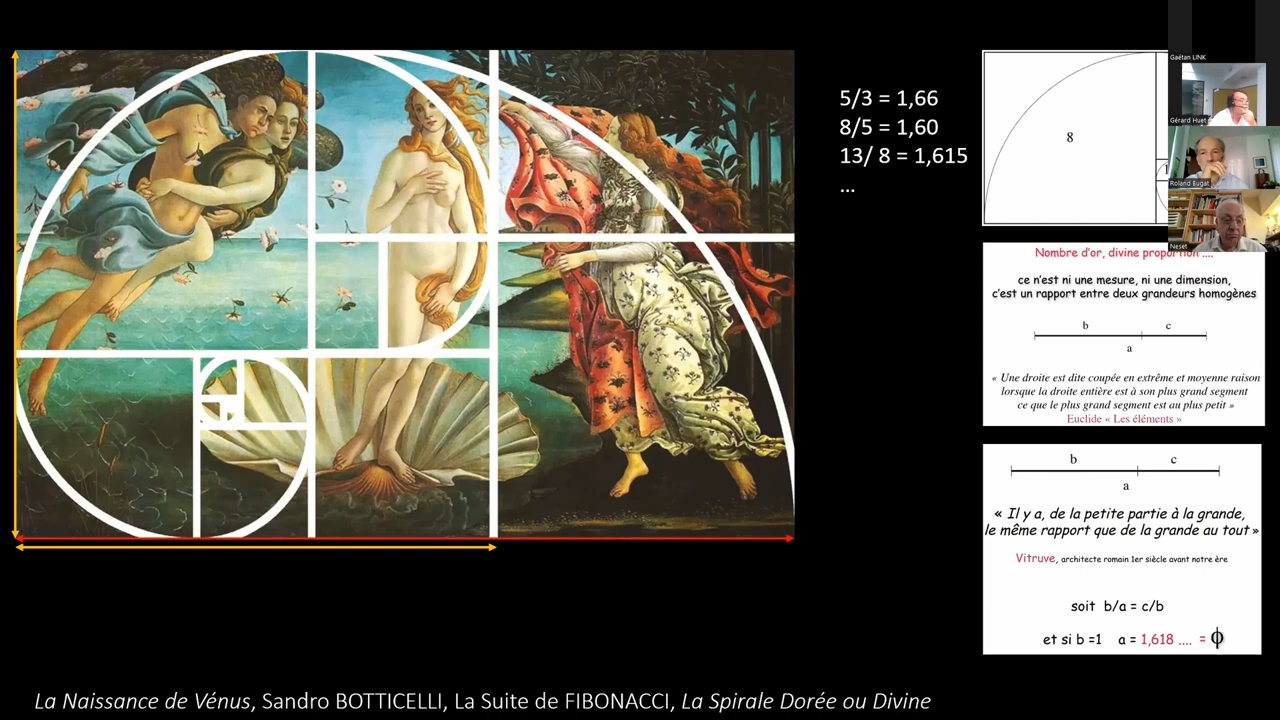 5/3 = 1,66
8/5 = 1,60
13/ 8 = 1,615
...
8
1
Gaétan LINK
Gérard Huet
Roland Bugat
Neset
Nombre d'or, divine proportion ....
ce n'est ni une mesure, ni une dimension,
c'est un rapport entre deux grandeurs homogènes
b c
a
« Une droite est dite coupée en extrême et moyenne raison
lorsque la droite entière est à son plus grand segment
ce que le plus grand segment est au plus petit »
Euclide « Les éléments »
b c
a
« Il y a, de la petite partie à la grande,
le même rapport que de la grande au tout »
Vitruve, architecte romain 1er siècle avant notre ère
soit b/a = c/b
et si b =1 a = 1,618 .... = ϕ
La Naissance de Vénus, Sandro BOTTICELLI, La Suite de FIBONACCI, La Spirale Dorée ou Divine